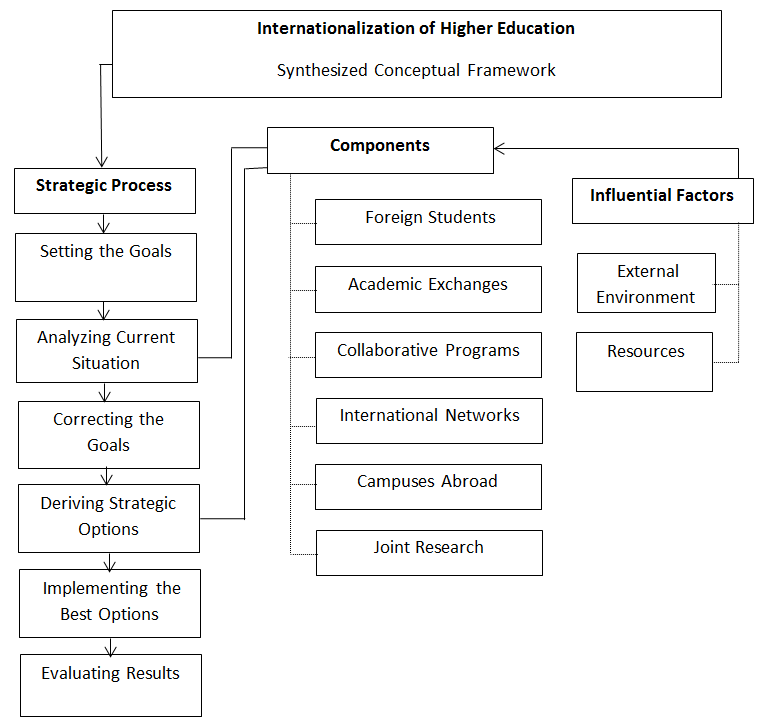 Internationalization of Higher Education
Synthesized Conceptual Framework
Strategic Process
Setting the Goals
Analyzing Current
Situation
Correcting the
Goals
Deriving Strategic
Options
Implementing the
Best Options
Evaluating Results
Components
Foreign Students
Academic Exchanges
Collaborative Programs
International Networks
Campuses Abroad
Joint Research
Influential Factors
External
Environment
Resources